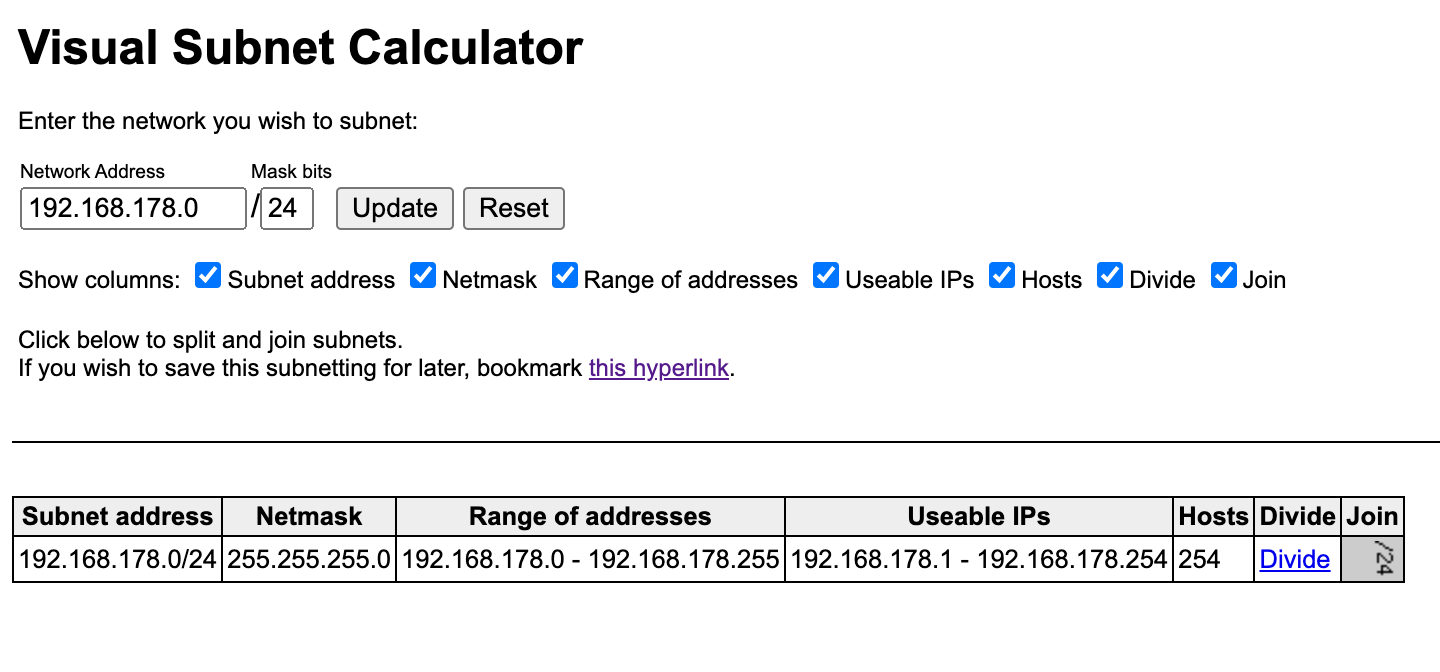 Visual Subnet Calculator
Enter the network you wish to subnet:
Network Address Mask bits
192.168.178.0 / 24 Update Reset
Show columns: Subnet address Netmask Range of addresses Useable IPs Hosts Divide Join
Click below to split and join subnets.
If you wish to save this subnetting for later, bookmark this hyperlink.
Subnet address Netmask Range of addresses Useable IPs Hosts Divide Join
192.168.178.0/24 255.255.255.0 192.168.178.0 - 192.168.178.255 192.168.178.1 - 192.168.178.254 254 Divide /24